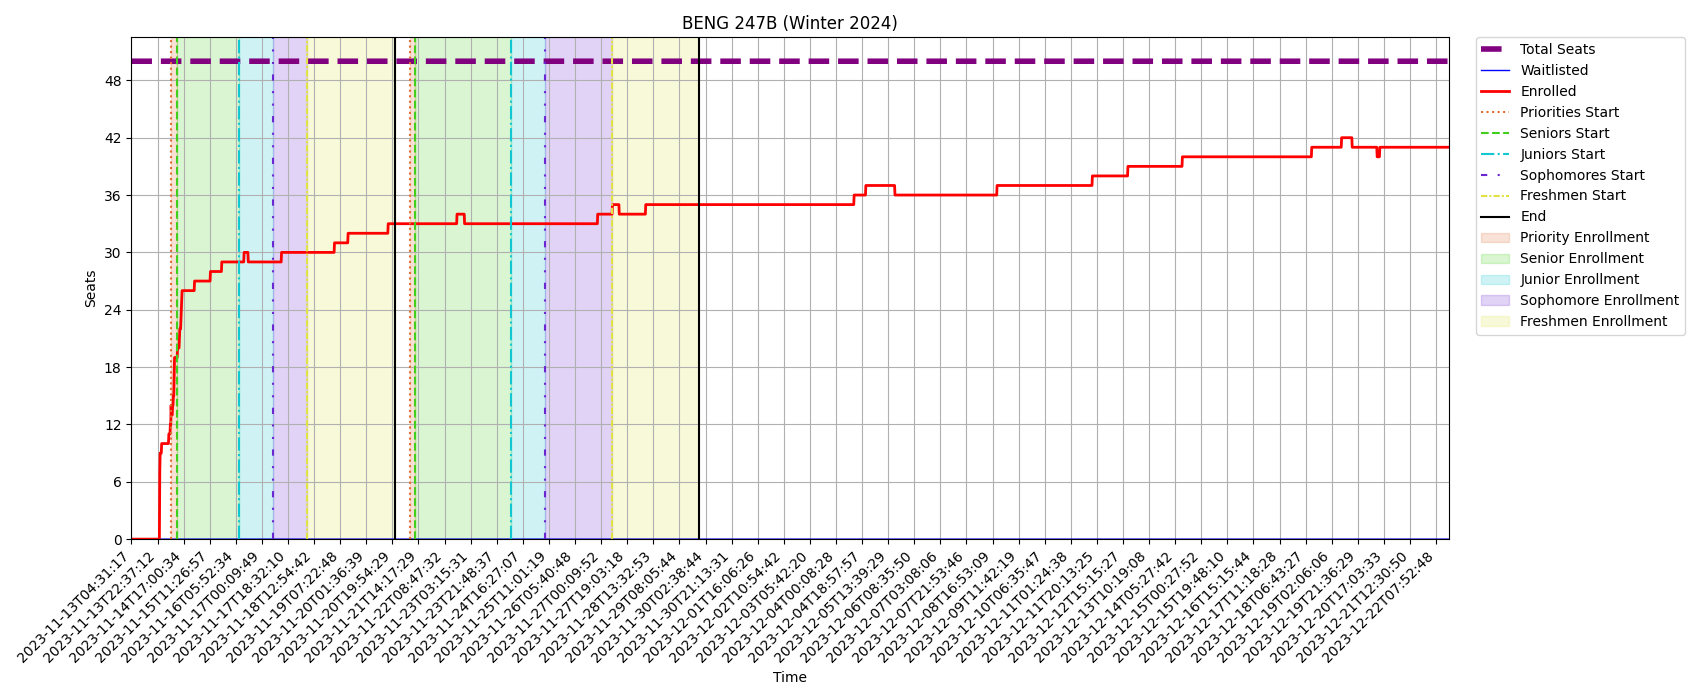 BENG 247B (Winter 2024)
Seats
48
42
36
30
24
18
12
6
0
2023-11-13T04:31:17
2023-11-13T22:37:12
2023-11-14T17:00:34
2023-11-15T11:26:57
2023-11-16T05:52:34
2023-11-17T00:09:49
2023-11-17T18:32:10
2023-11-18T12:54:42
2023-11-19T07:22:48
2023-11-20T01:36:39
2023-11-20T19:54:29
2023-11-21T14:17:29
2023-11-22T08:47:32
2023-11-23T03:15:31
2023-11-23T21:48:37
2023-11-24T16:27:07
2023-11-25T11:01:19
2023-11-26T05:40:48
2023-11-27T00:09:52
2023-11-27T19:03:18
2023-11-28T13:32:53
2023-11-29T08:05:44
2023-11-30T02:38:44
2023-11-30T21:13:31
2023-12-01T16:06:26
2023-12-02T10:54:42
2023-12-03T05:42:20
2023-12-04T00:08:28
2023-12-04T18:57:57
2023-12-05T13:39:29
2023-12-06T08:35:50
2023-12-07T03:08:06
2023-12-07T21:53:46
2023-12-08T16:53:09
2023-12-09T11:42:19
2023-12-10T06:35:47
2023-12-11T01:24:38
2023-12-11T20:13:25
2023-12-12T15:15:27
2023-12-13T10:19:08
2023-12-14T05:27:42
2023-12-15T00:27:52
2023-12-15T19:48:10
2023-12-16T15:15:44
2023-12-17T11:18:28
2023-12-18T06:43:27
2023-12-19T02:06:06
2023-12-19T21:36:29
2023-12-20T17:03:33
2023-12-21T12:30:50
2023-12-22T07:52:48
Time
Total Seats
Waitlisted
Enrolled
Priorities Start
Seniors Start
Juniors Start
Sophomores Start
Freshmen Start
End
Priority Enrollment
Senior Enrollment
Junior Enrollment
Sophomore Enrollment
Freshmen Enrollment